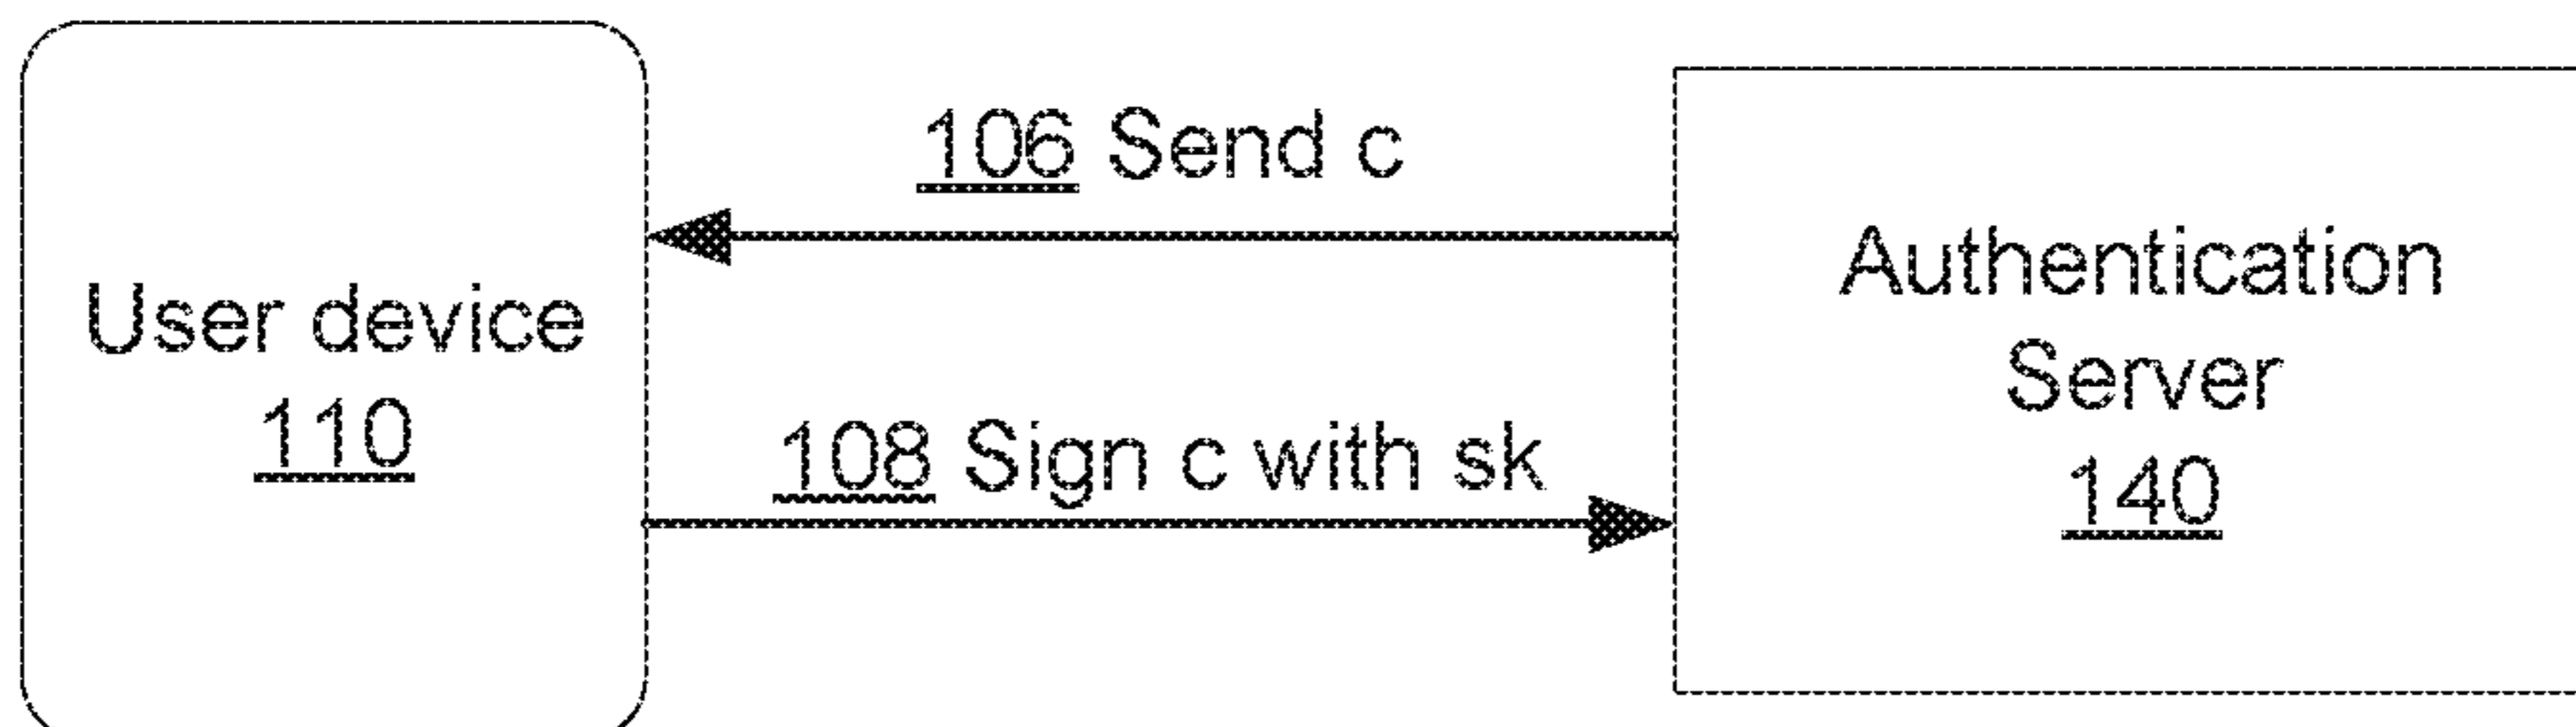 106 Send c
User device
110
108 Sign c with sk
Authentication
Server
140